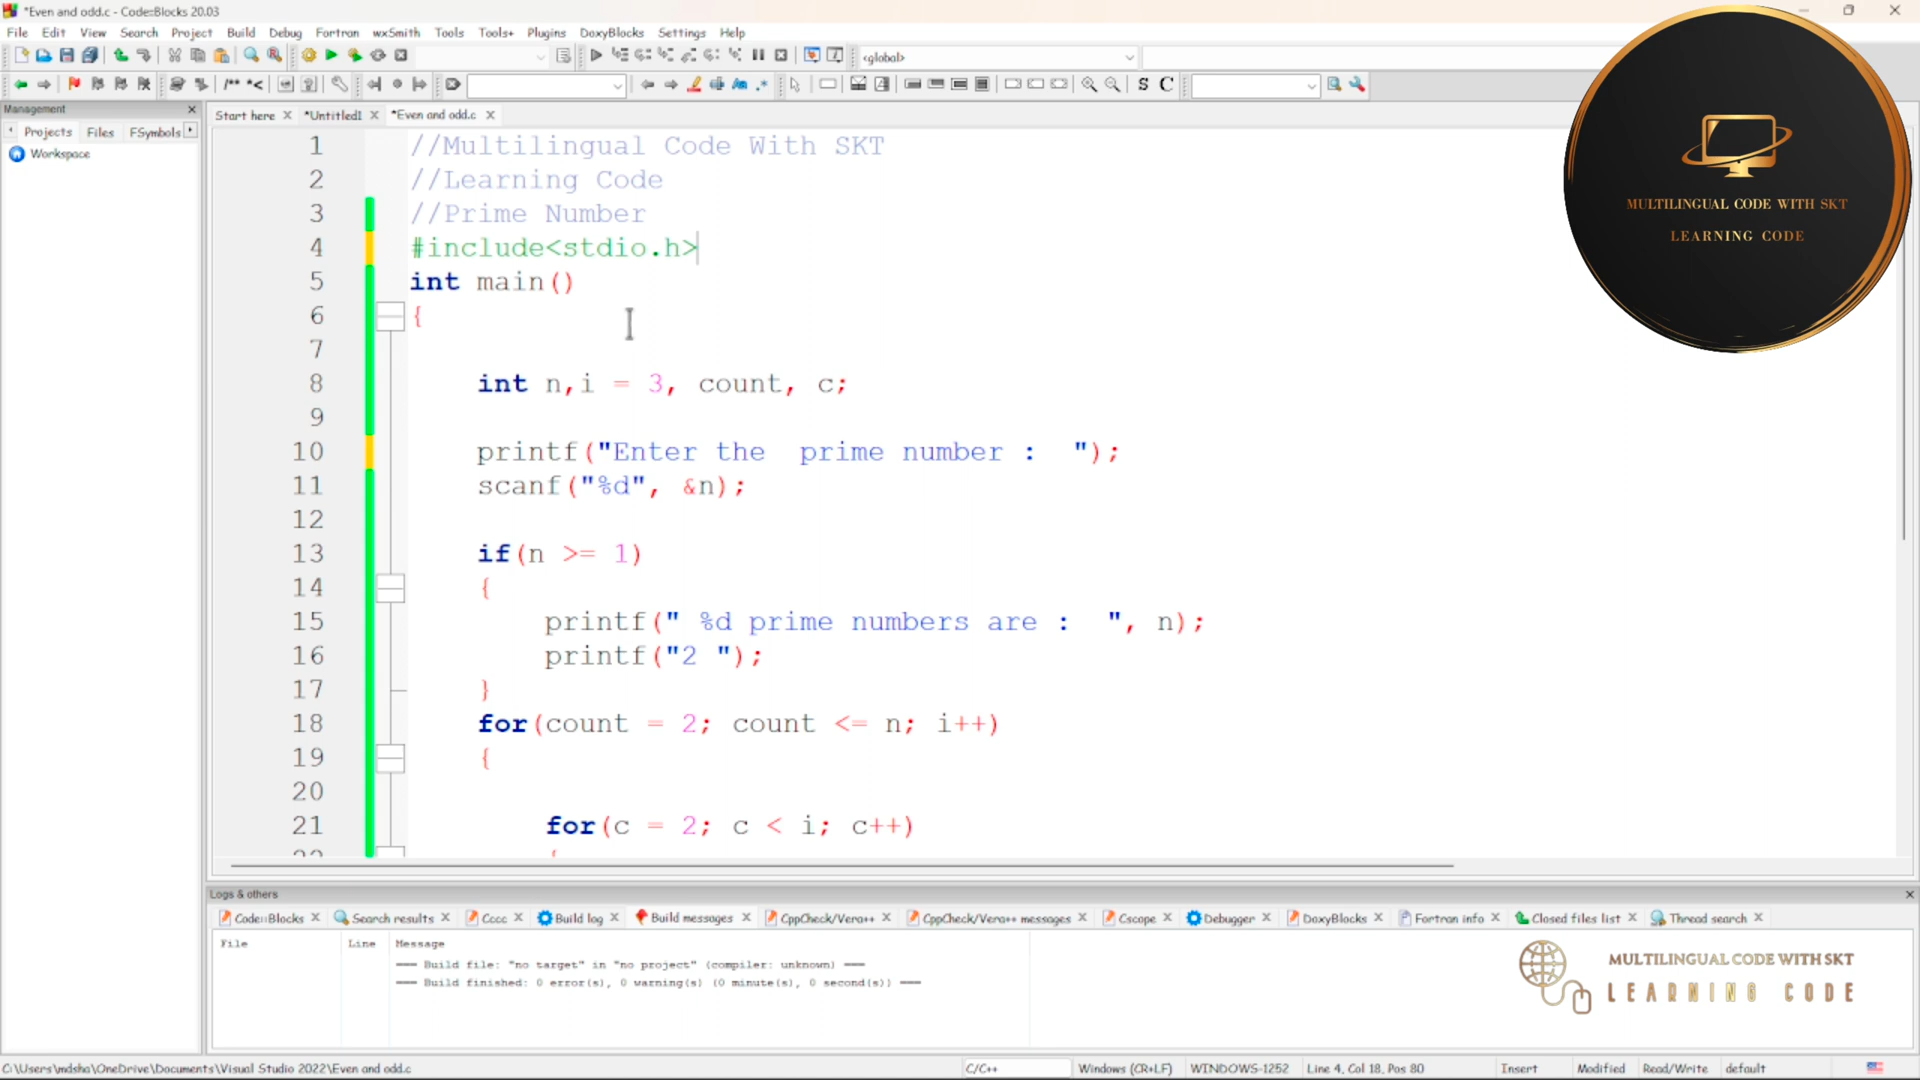 *Even and odd.c - Code::Blocks 20.03
File Edit View Search Project Build Debug Fortran wxSmith Tools Tools+ Plugins DoxyBlocks Settings Help
<global>
S C
Management
Projects Files FSymbols
Workspace
Start here *Untitled1 *Even and odd.c
1 //Multilingual Code With SKT
2 //Learning Code
3 //Prime Number
4 #include<stdio.h>
5 int main()
6 {
7
8 int n,i = 3, count, c;
9
10 printf("Enter the  prime number :  ");
11 scanf("%d", &n);
12
13 if(n >= 1)
14 {
15 printf(" %d prime numbers are :  ", n);
16 printf("2 ");
17 }
18 for(count = 2; count <= n; i++)
19 {
20
21 for(c = 2; c < i; c++)
22 {
MULTILINGUAL CODE WITH SKT
LEARNING CODE
Logs & others
Code::Blocks Search results Cccc Build log Build messages CppCheck/Vera++ CppCheck/Vera++ messages Cscope Debugger DoxyBlocks Fortran info Closed files list Thread search
File Line Message
=== Build file: "no target" in "no project" (compiler: unknown) ===
=== Build finished: 0 error(s), 0 warning(s) (0 minute(s), 0 second(s)) ===
MULTILINGUAL CODE WITH SKT
LEARNING CODE
C:\Users\mdsha\OneDrive\Documents\Visual Studio 2022\Even and odd.c C/C++ Windows (CR+LF) WINDOWS-1252 Line 4, Col 18, Pos 80 Insert Modified Read/Write default